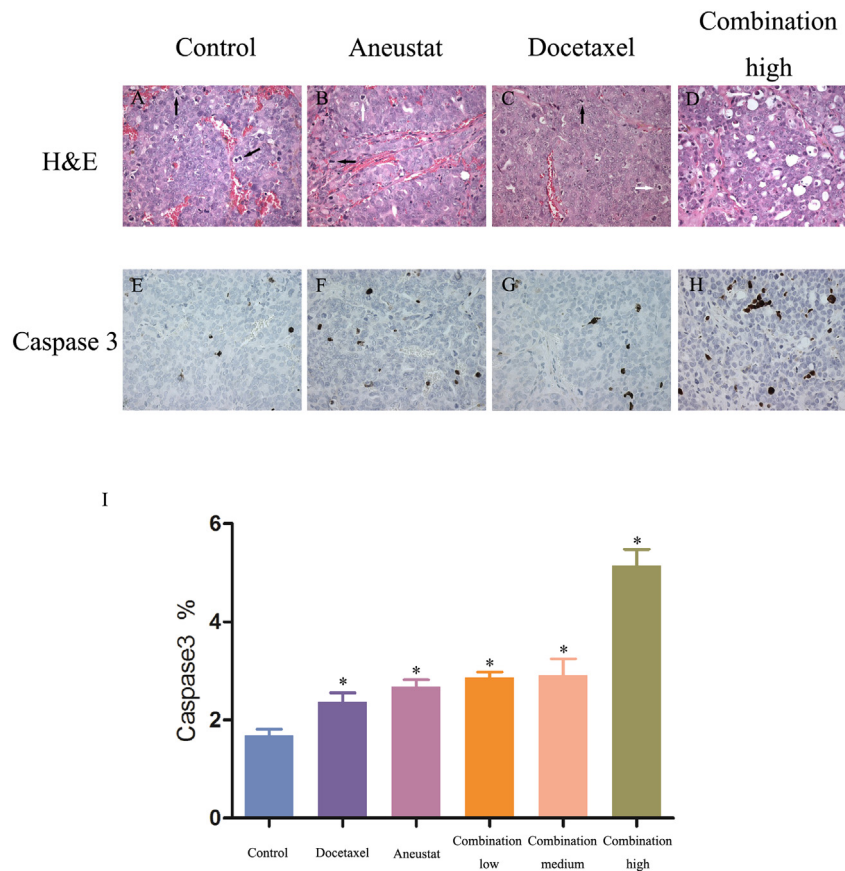 Control Aneustat Docetaxel Combination
high
H&E
A B C D
Caspase 3
E F G H
I
Caspase3 %
6
4
2
0
* * * * *
Control Docetaxel Aneustat Combination low Combination medium Combination high